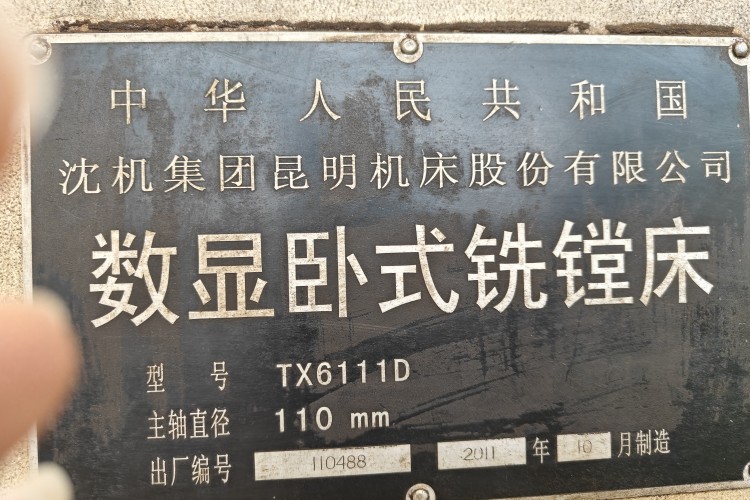 中华人民共和国
沈机集团昆明机床股份有限公司
数显卧式铣镗床
型 号 TX6111D
主轴直径 110 mm
出厂编号 110488 2011 年 10 月制造